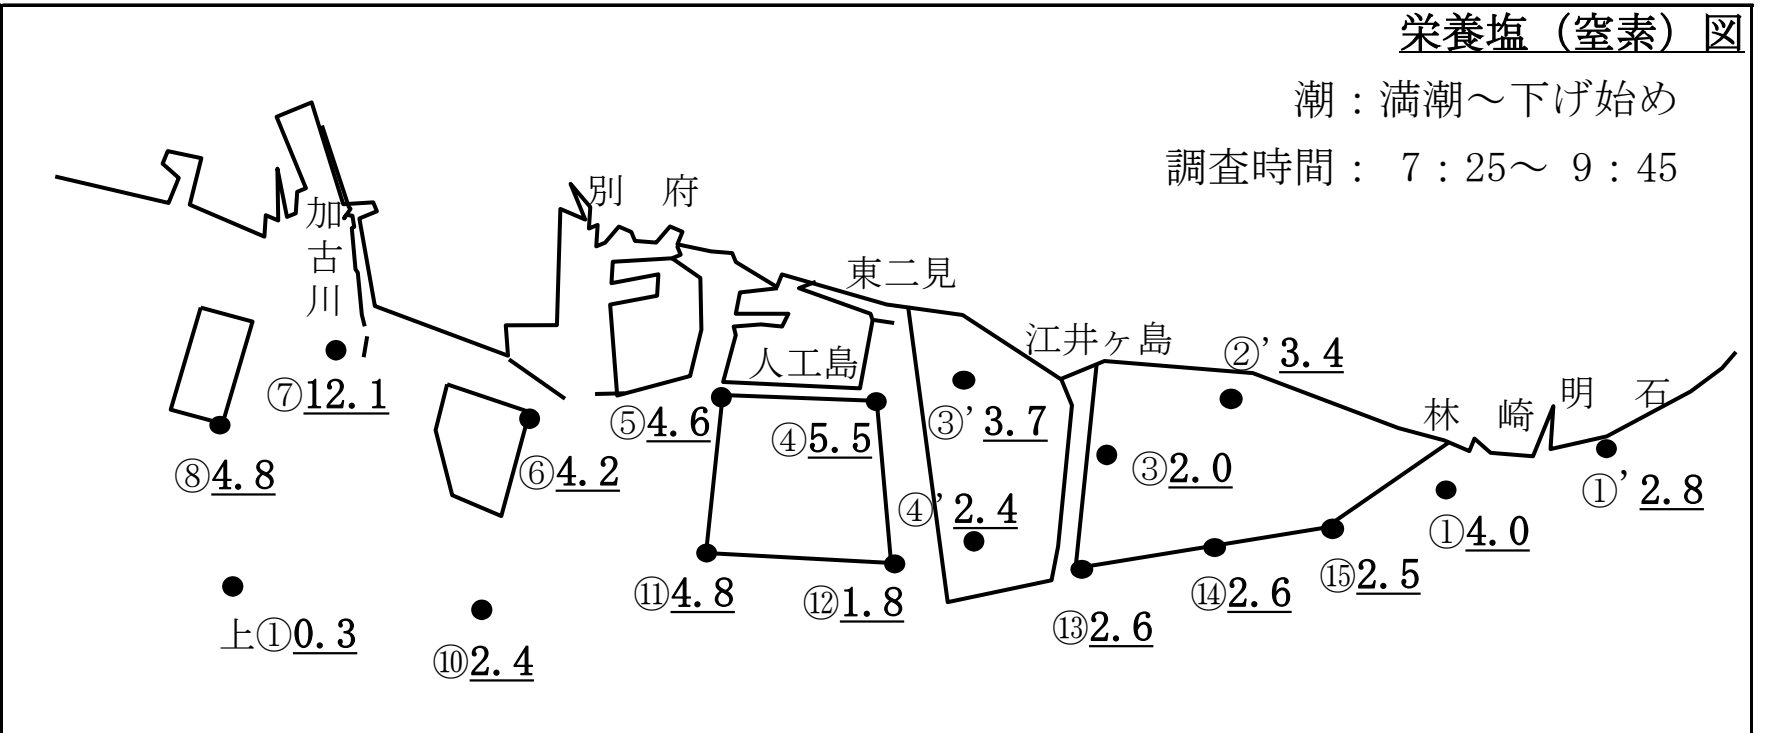 栄養塩（窒素）図
潮：満潮～下げ始め
調査時間： 7：25～ 9：45
別 府
加古川
東二見
人工島
江井ヶ島
②’3.4
林 崎
明 石
⑦12.1
⑤4.6
④5.5
③’3.7
③2.0
⑧4.8
⑥4.2
①’2.8
④’2.4
①4.0
⑪4.8
⑫1.8
⑭2.6
⑮2.5
上①0.3
⑬2.6
⑩2.4